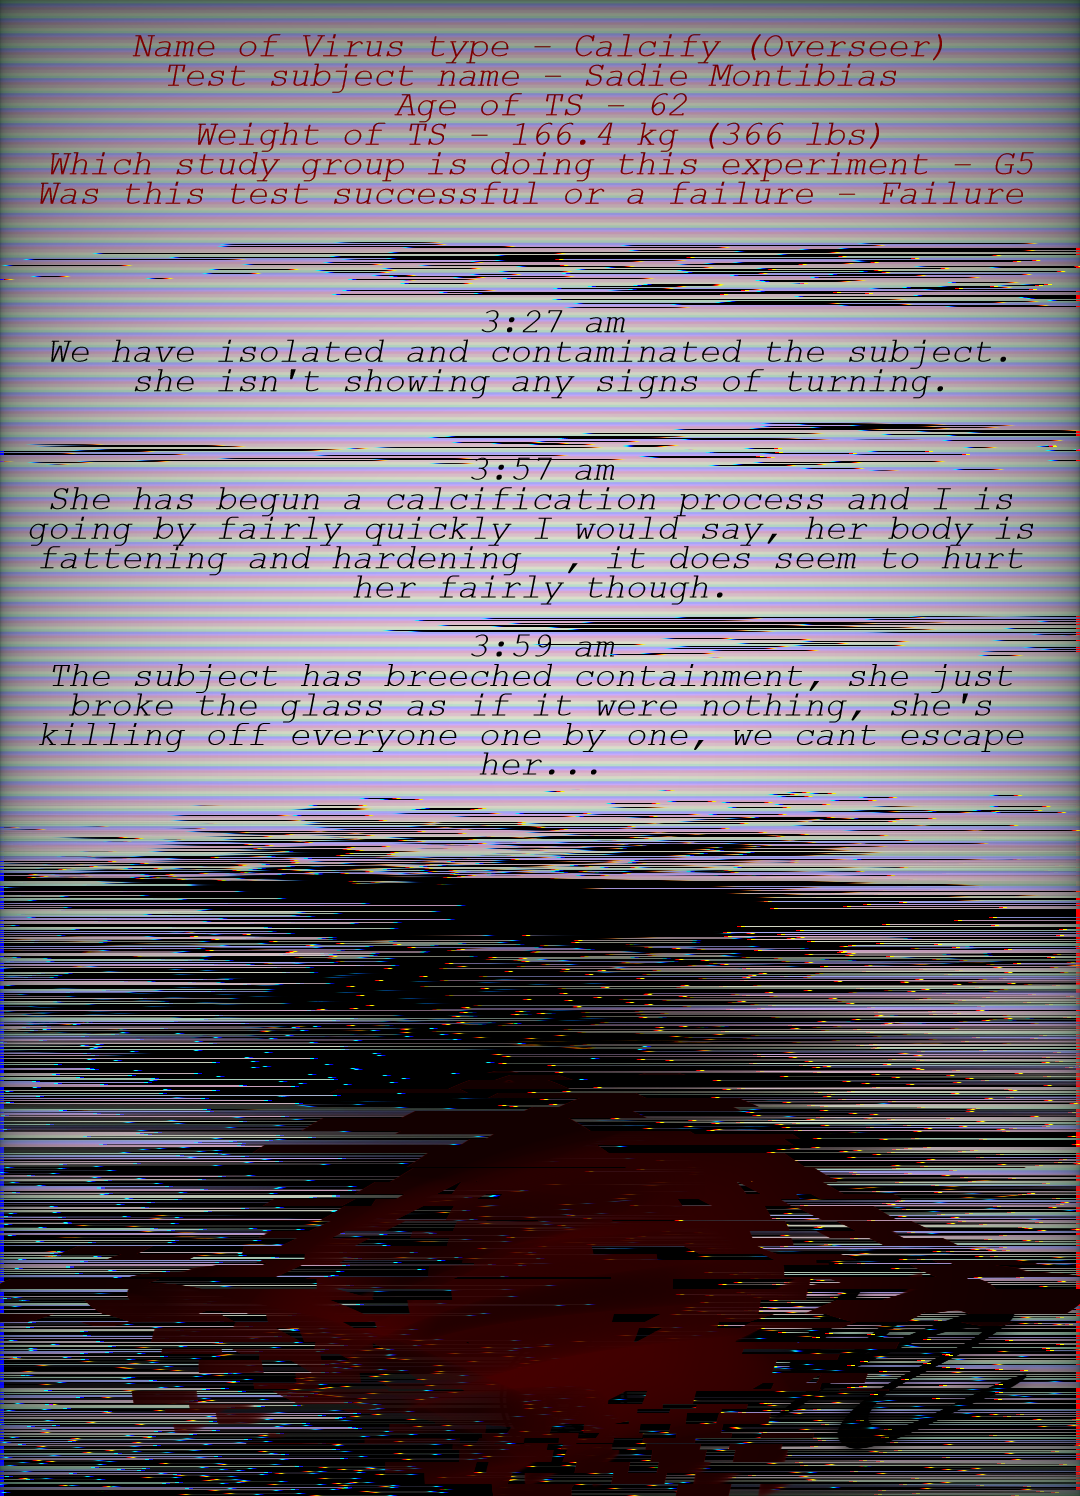 Name of Virus type - Calcify (Overseer)
Test subject name - Sadie Montibias
Age of TS - 62
Weight of TS - 166.4 kg (366 lbs)
Which study group is doing this experiment - G5
Was this test successful or a failure - Failure
3:27 am
We have isolated and contaminated the subject.
she isn't showing any signs of turning.
3:57 am
She has begun a calcification process and I is
going by fairly quickly I would say, her body is
fattening and hardening  , it does seem to hurt
her fairly though.
3:59 am
The subject has breeched containment, she just
broke the glass as if it were nothing, she's
killing off everyone one by one, we cant escape
her...